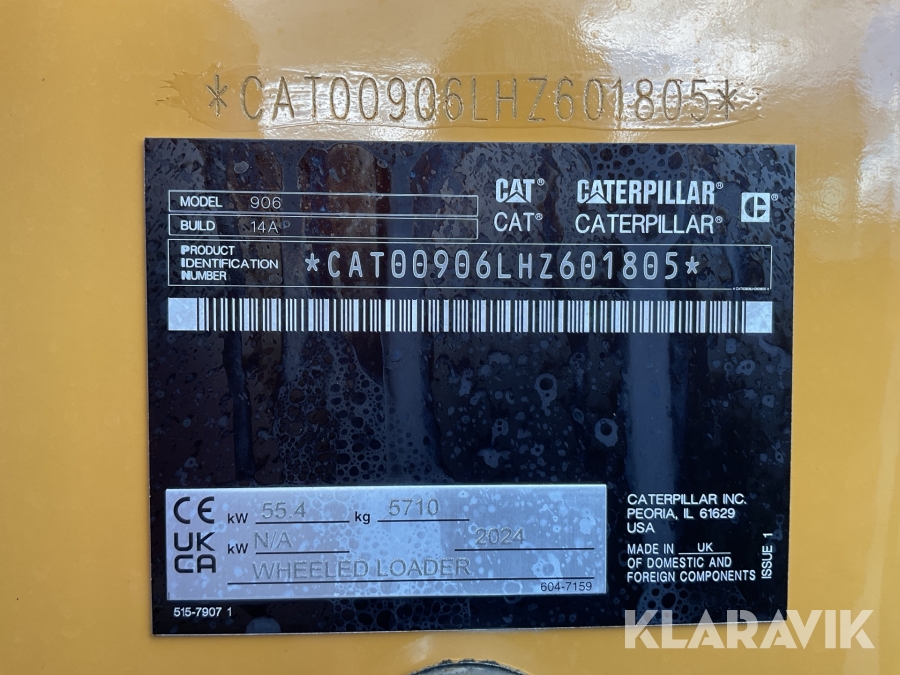 *CAT00906LHZ601805*
CAT® CATERPILLAR®
CAT® CATERPILLAR® C
MODEL 906
BUILD 14A
PRODUCT IDENTIFICATION NUMBER *CAT00906LHZ601805*
CE kW 55.4 kg 5710
UKCA kW N/A 2024
WHEELED LOADER
604-7159
515-7907 1
CATERPILLAR INC.
PEORIA, IL 61629
USA
MADE IN UK
OF DOMESTIC AND
FOREIGN COMPONENTS
ISSUE 1
KLARAVIK